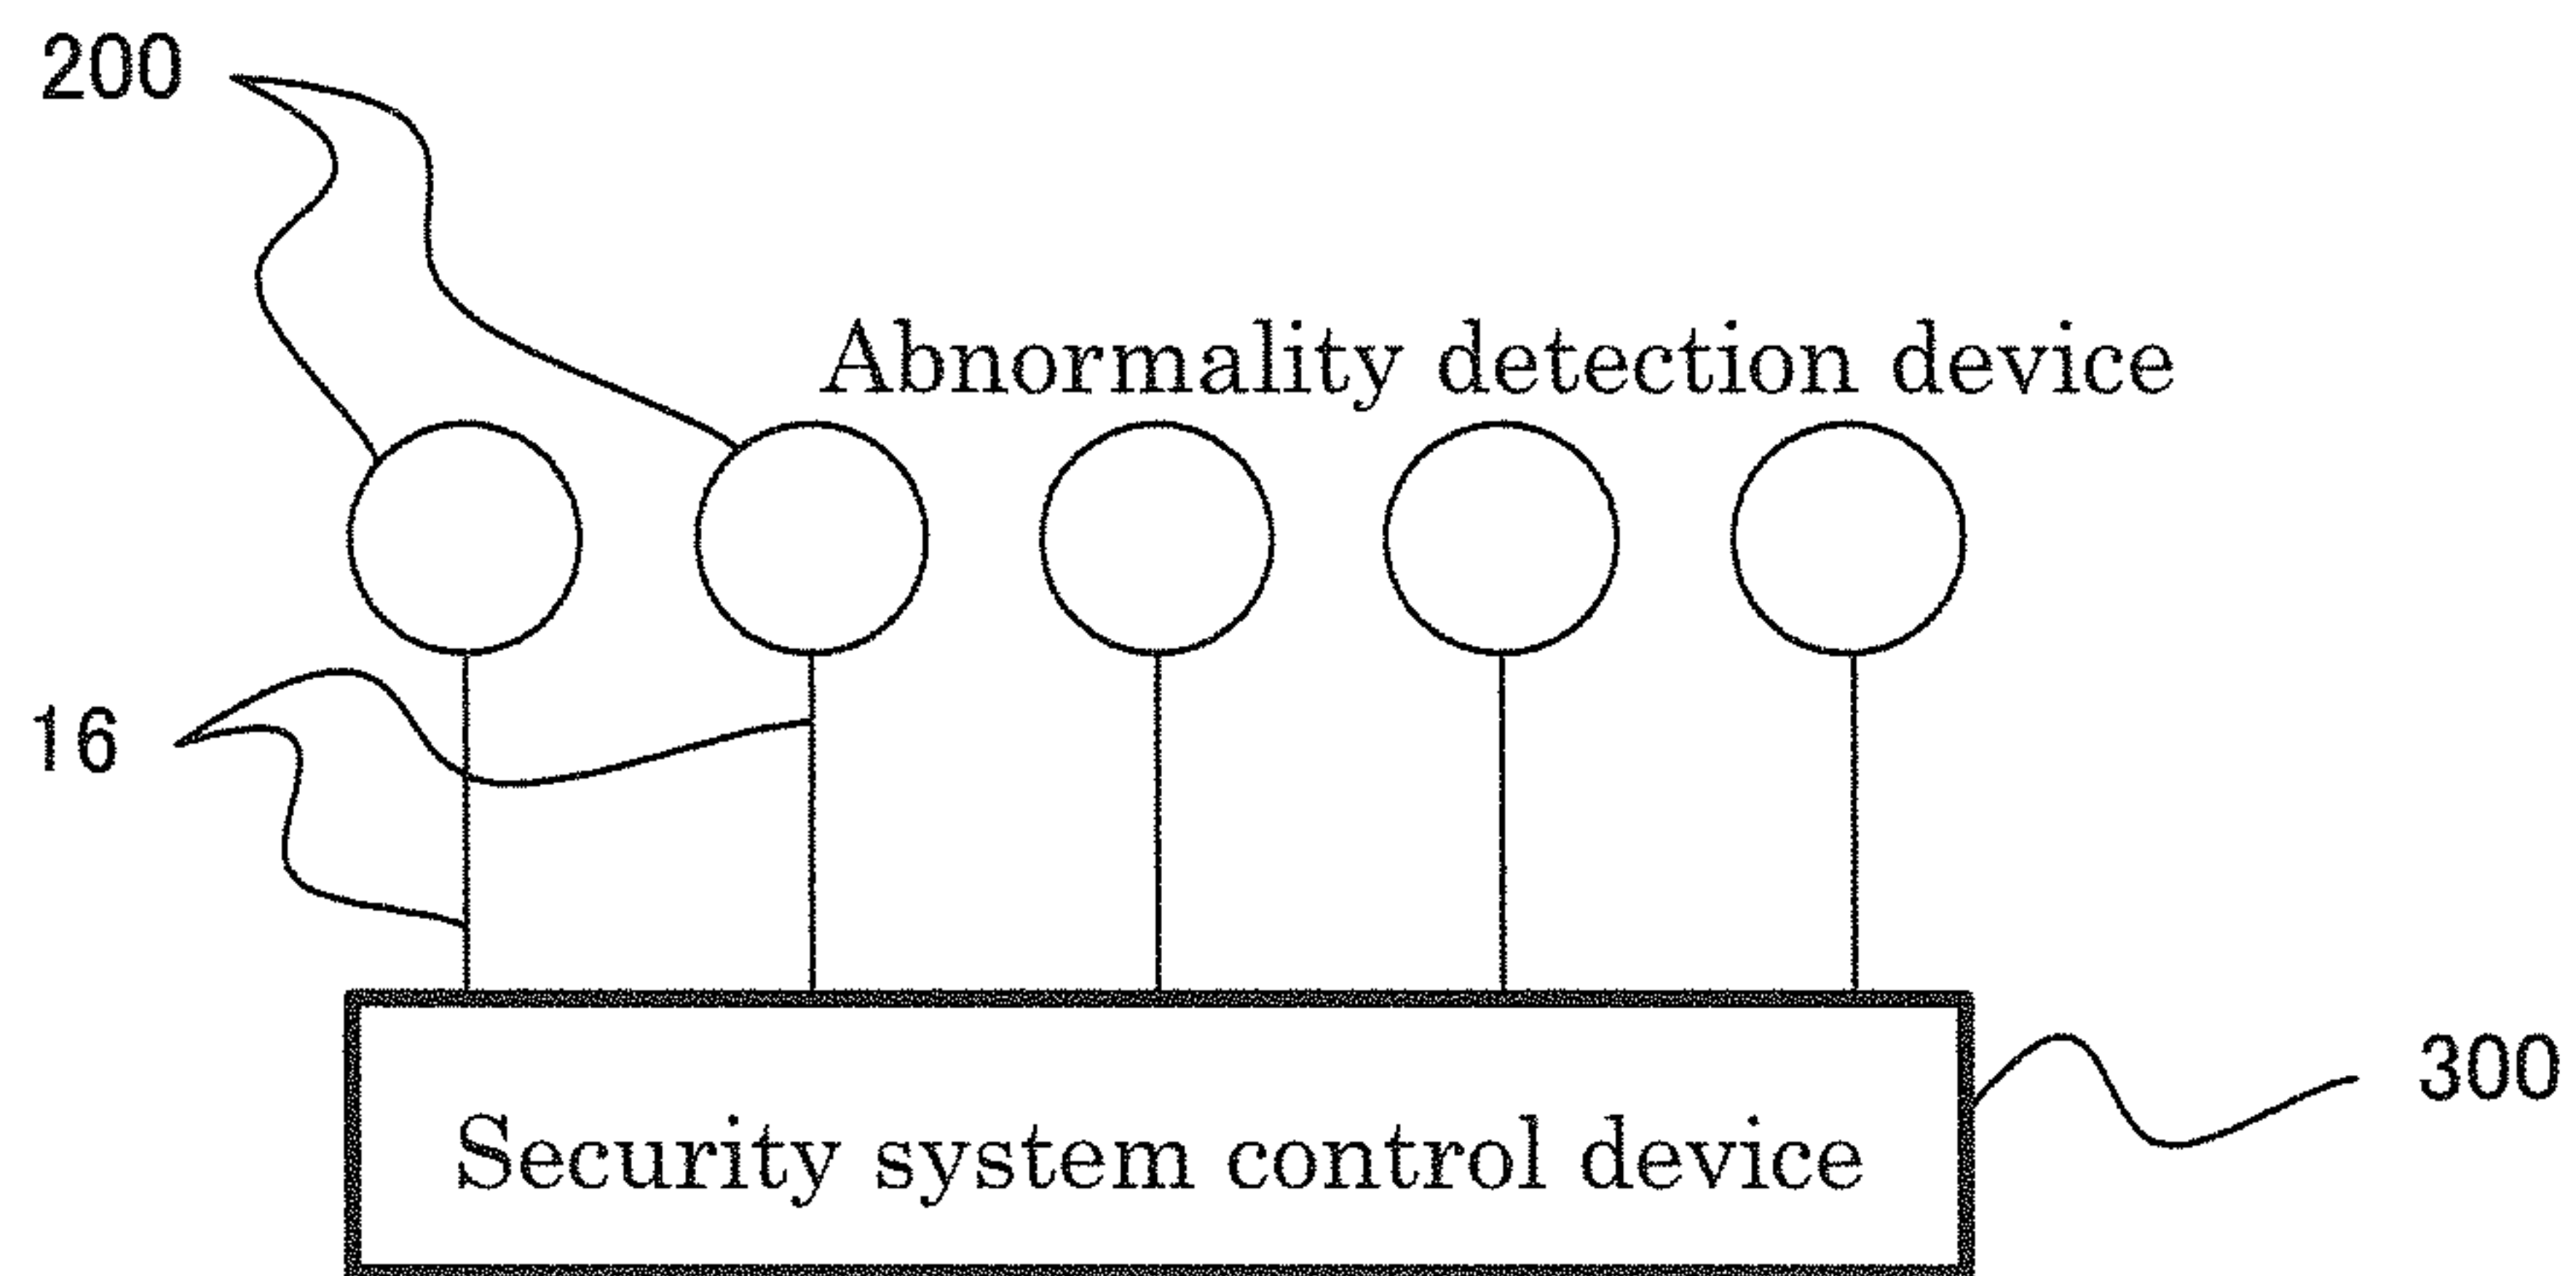 200
Abnormality detection device
16
300
Security system control device